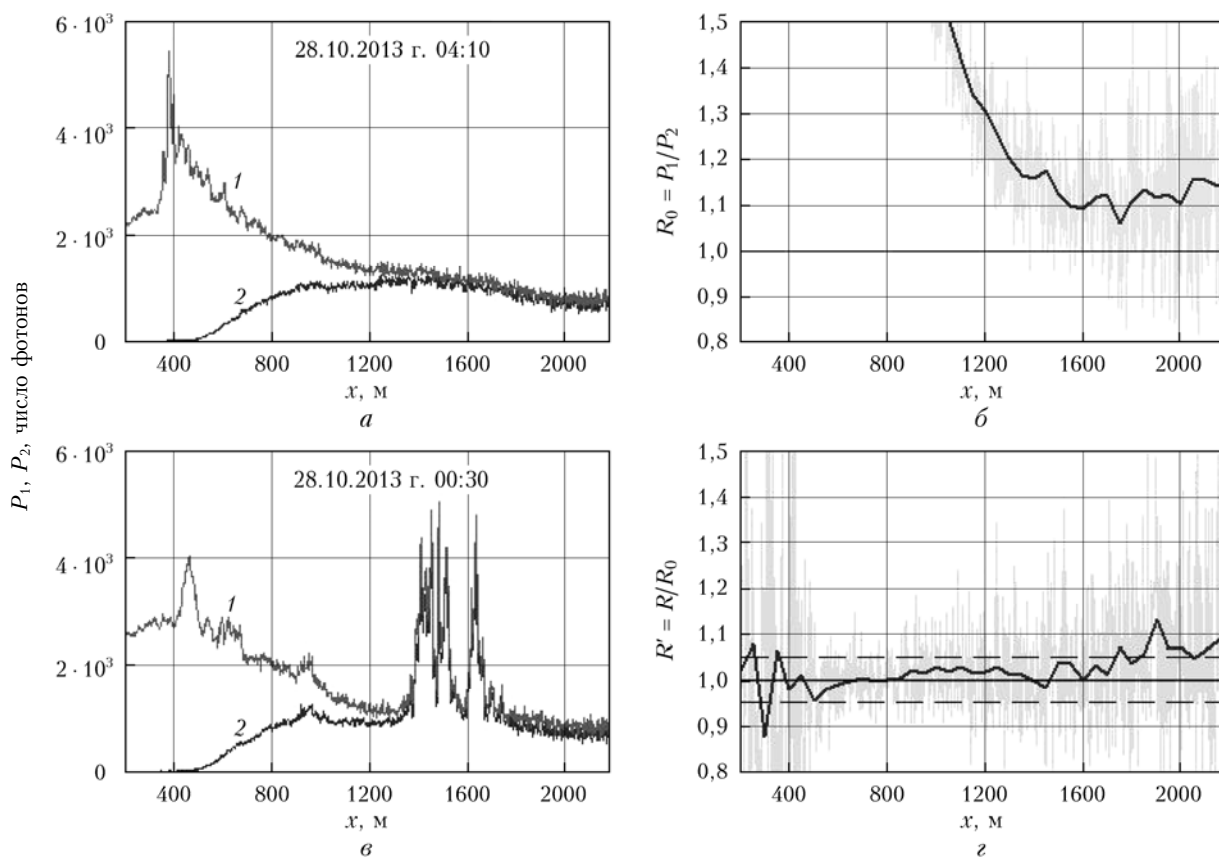 P₁, P₂, число фотонов
6 · 10³
4 · 10³
2 · 10³
0
28.10.2013 г. 04:10
1
2
400 800 1200 1600 2000
x, м
а
R₀ = P₁/P₂
1,5
1,4
1,3
1,2
1,1
1,0
0,9
0,8
400 800 1200 1600 2000
x, м
б
6 · 10³
4 · 10³
2 · 10³
0
28.10.2013 г. 00:30
1
2
400 800 1200 1600 2000
x, м
в
R' = R/R₀
1,5
1,4
1,3
1,2
1,1
1,0
0,9
0,8
400 800 1200 1600 2000
x, м
г